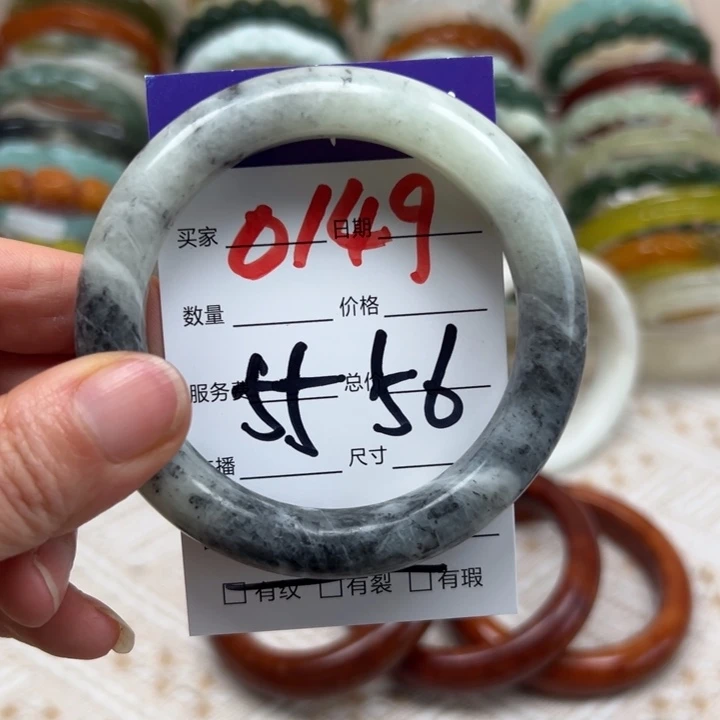 买家 0149 日期
数量 价格
服务费 55 总价 56
播 尺寸
□ 有纹 □ 有裂 □ 有瑕